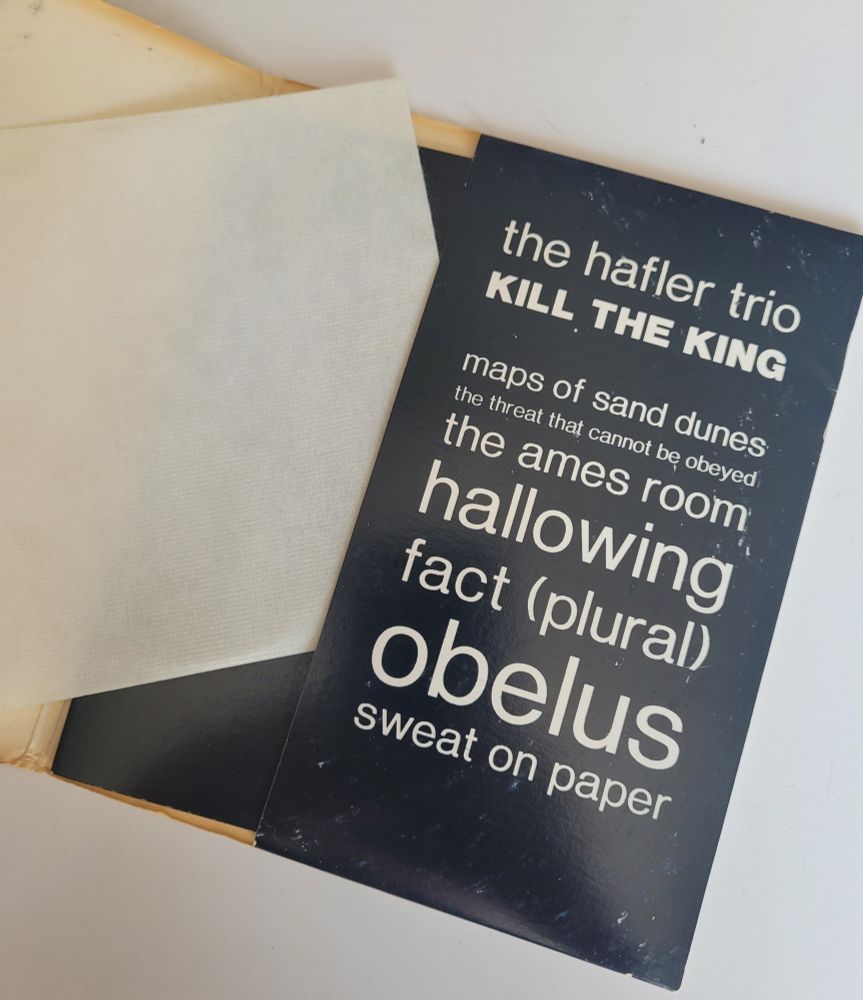 the hafler trio
KILL THE KING
maps of sand dunes
the threat that cannot be obeyed
the ames room
hallowing
fact (plural)
obelus
sweat on paper